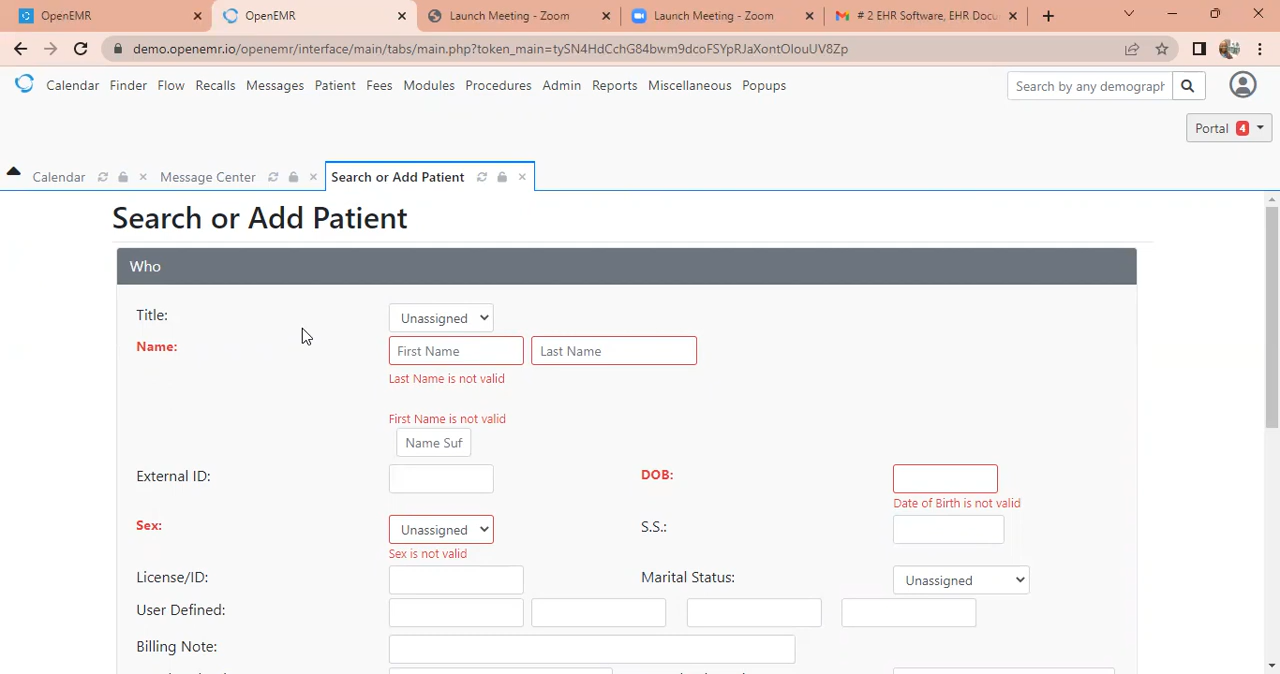 OpenEMR
OpenEMR
Launch Meeting - Zoom
Launch Meeting - Zoom
# 2 EHR Software, EHR Docu
demo.openemr.io/openemr/interface/main/tabs/main.php?token_main=tySN4HdCchG84bwm9dcoFSYpRJaXontOlouUV8Zp
Calendar Finder Flow Recalls Messages Patient Fees Modules Procedures Admin Reports Miscellaneous Popups
Search by any demograph
Portal 4
Calendar
Message Center
Search or Add Patient
Search or Add Patient
Who
Title:
Unassigned
Name:
First Name
Last Name
Last Name is not valid
First Name is not valid
Name Suf
External ID:
DOB:
Date of Birth is not valid
Sex:
Unassigned
S.S.:
Sex is not valid
License/ID:
Marital Status:
Unassigned
User Defined:
Billing Note: